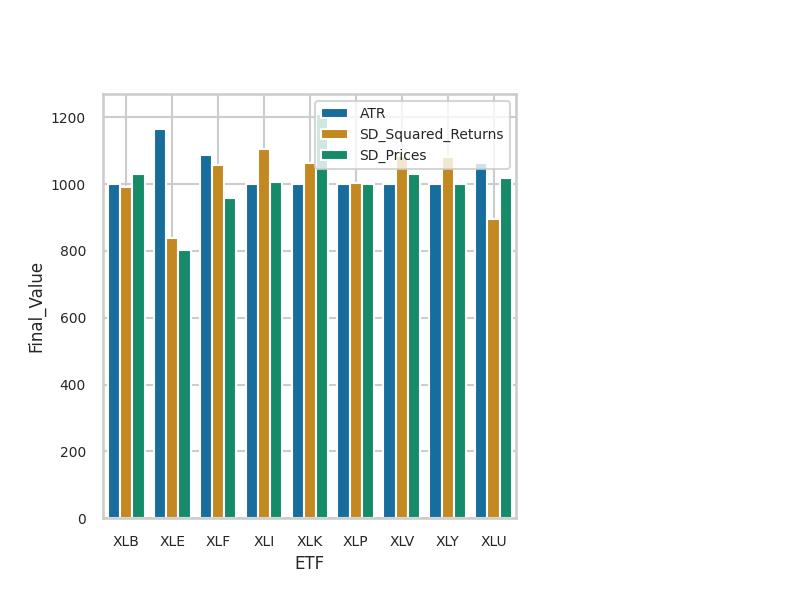 ATR
SD_Squared_Returns
SD_Prices
1200
1000
800
600
400
200
0
Final_Value
XLB XLE XLF XLI XLK XLP XLV XLY XLU
ETF